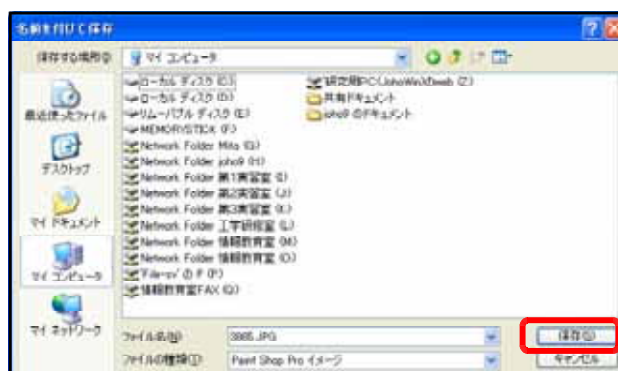 名前を付けて保存
保存する場所(I)
マイ コンピュータ
最近使ったファイル
デスクトップ
マイ ドキュメント
マイ コンピュータ
マイ ネットワーク
ローカル ディスク (C:)
ローカル ディスク (D:)
リムーバブル ディスク (E:)
MEMORYSTICK (F:)
Network Folder Mito (G:)
Network Folder joho9 (H:)
Network Folder 第1実習室 (I:)
Network Folder 第2実習室 (J:)
Network Folder 第3実習室 (K:)
Network Folder 工学研修室 (L:)
Network Folder 情報教育室 (M:)
Network Folder 情報教育室 (O:)
File-sv' の F (P:)
情報教育室FAX (Q:)
共有ドキュメント
joho9 のドキュメント
ファイル名(N)
3985.JPG
保存(S)
ファイルの種類(T)
Paint Shop Pro イメージ
キャンセル